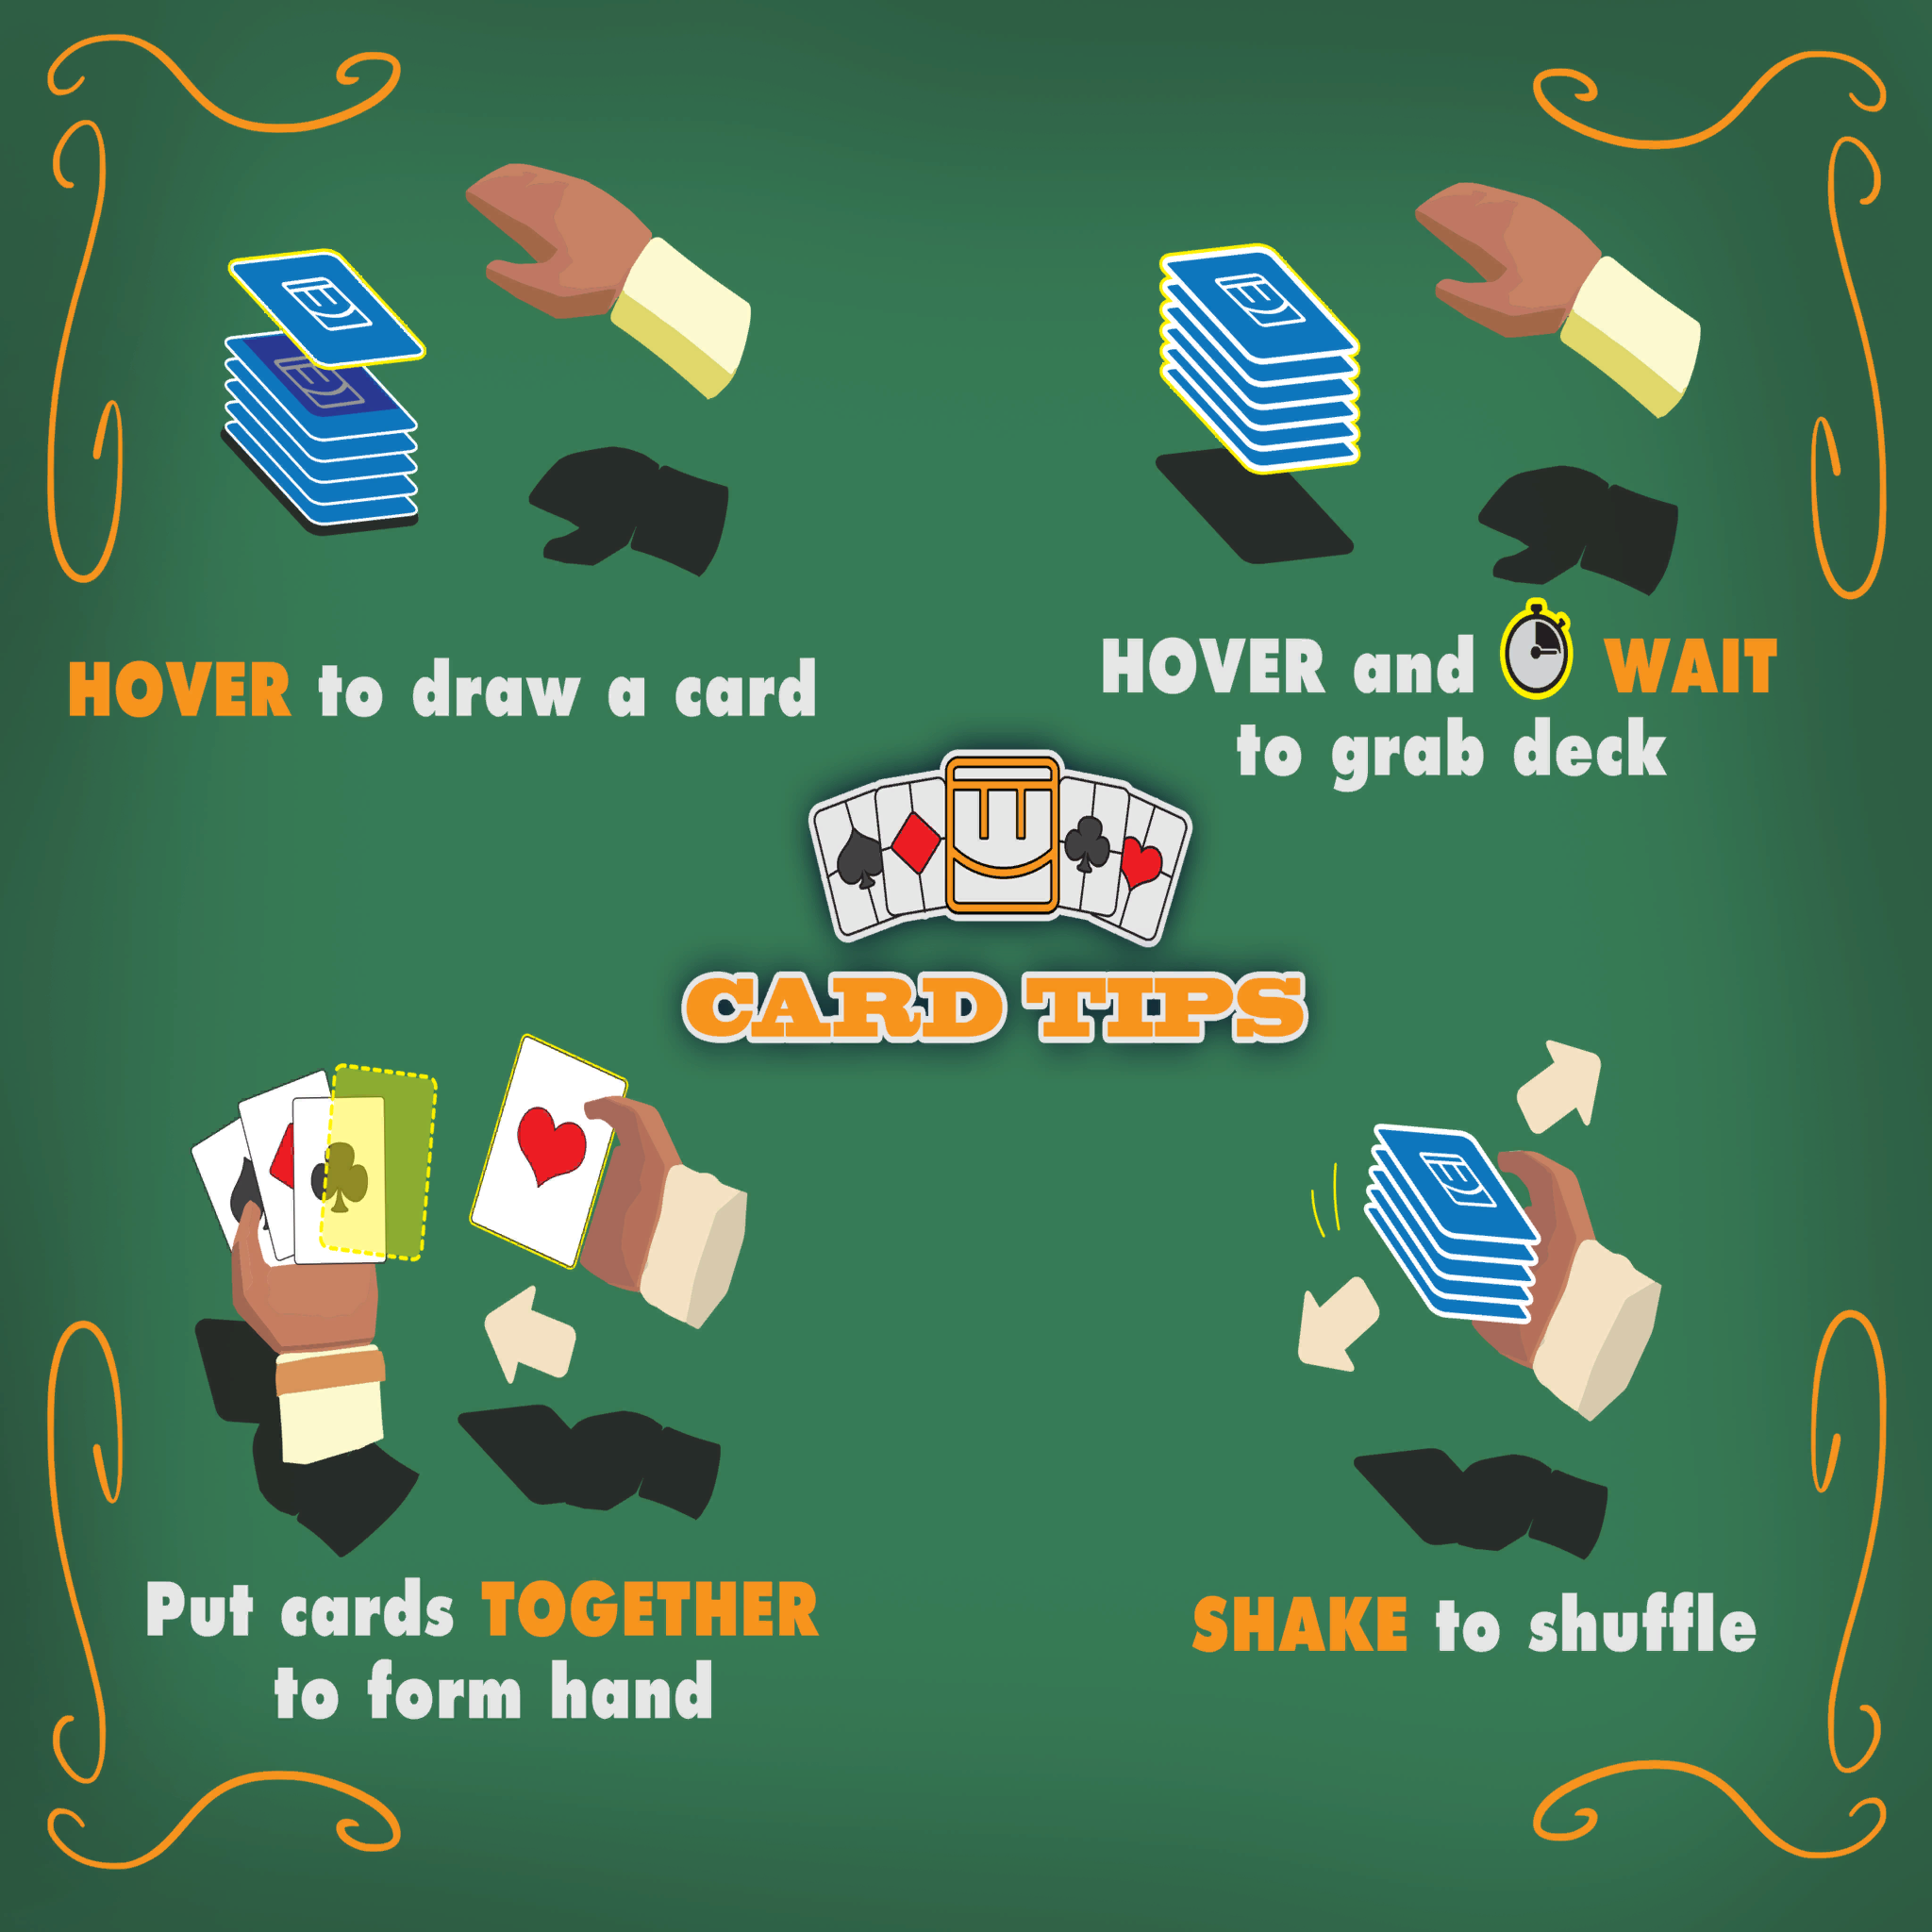 HOVER to draw a card
HOVER and WAIT
to grab deck
CARD TIPS
Put cards TOGETHER
to form hand
SHAKE to shuffle